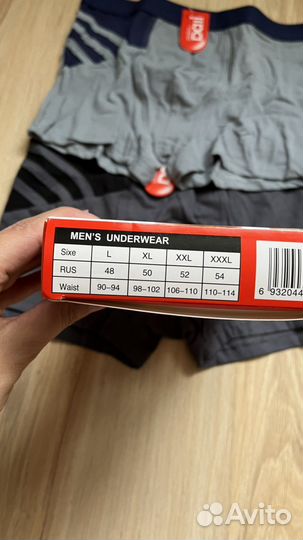 MEN'S UNDERWEAR
Sixe L XL XXL XXXL
RUS 48 50 52 54
Waist 90-94 98-102 106-110 110-114
6 932044
Avito